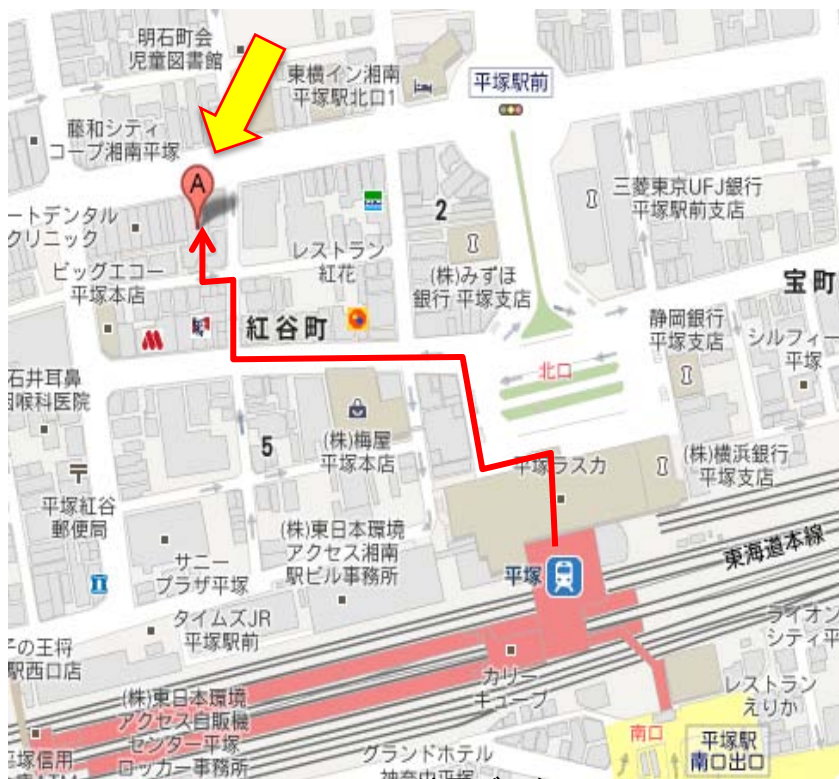 明石町会
児童図書館
東横イン湘南
平塚駅北口1
平塚駅前
藤和シティ
コープ湘南平塚
A
三菱東京UFJ銀行
平塚駅前支店
ートデンタル
クリニック
2
レストラン
紅花
(株)みずほ
銀行 平塚支店
ビッグエコー
平塚本店
宝町
紅谷町
静岡銀行
平塚支店
シルフィー
平塚
石井耳鼻
咽喉科医院
北口
5
(株)梅屋
平塚本店
平塚ラスカ
(株)横浜銀行
平塚支店
平塚紅谷
郵便局
サニー
プラザ平塚
(株)東日本環境
アクセス湘南
駅ビル事務所
平塚
東海道本線
タイムズJR
平塚駅前
ライオン
シティ平
子の王将
駅西口店
カリー
キューブ
レストラン
えりか
(株)東日本環境
アクセス自販機
センター平塚
ロッカー事務所
南口
平塚駅
南口出口
平塚信用
グランドホテル
神奈中平塚